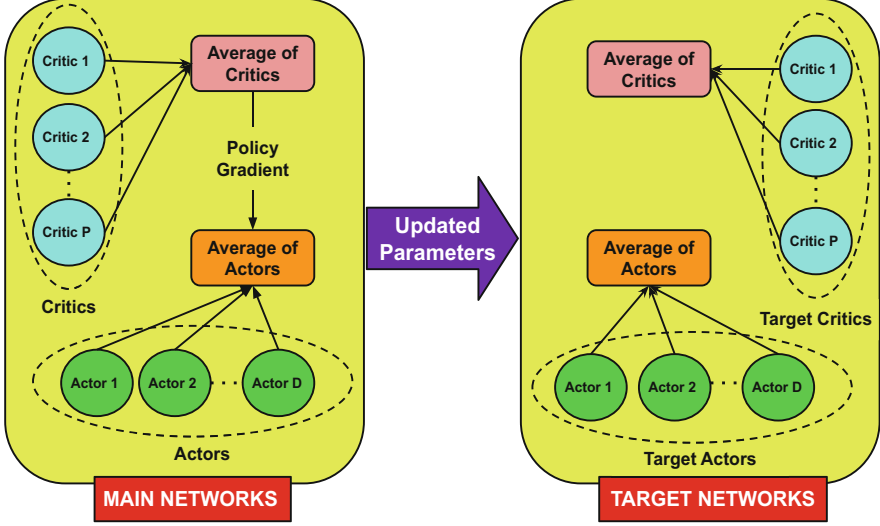 Critic 1
Critic 2
Critic P
Critics
Average of
Critics
Policy
Gradient
Average of
Actors
Actor 1
Actor 2
Actor D
Actors
MAIN NETWORKS
Updated
Parameters
Average of
Critics
Critic 1
Critic 2
Critic P
Target Critics
Average of
Actors
Actor 1
Actor 2
Actor D
Target Actors
TARGET NETWORKS